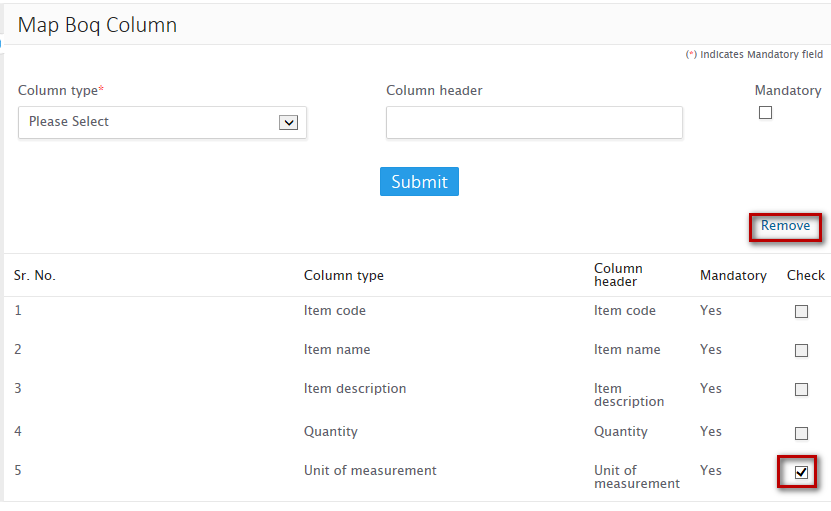 Map Boq Column
(*) Indicates Mandatory field
Column type* Column header Mandatory
Please Select
Submit
Remove
Sr. No. Column type Column header Mandatory Check
1 Item code Item code Yes
2 Item name Item name Yes
3 Item description Item description Yes
4 Quantity Quantity Yes
5 Unit of measurement Unit of measurement Yes